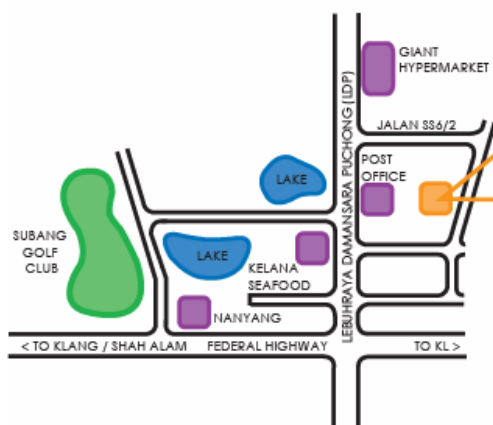 GIANT
HYPERMARKET
JALAN SS6/2
LEBUHRAYA DAMANSARA PUCHONG (LDP)
POST
OFFICE
LAKE
SUBANG
GOLF
CLUB
LAKE
KELANA
SEAFOOD
NANYANG
< TO KLANG / SHAH ALAM
FEDERAL HIGHWAY
TO KL >